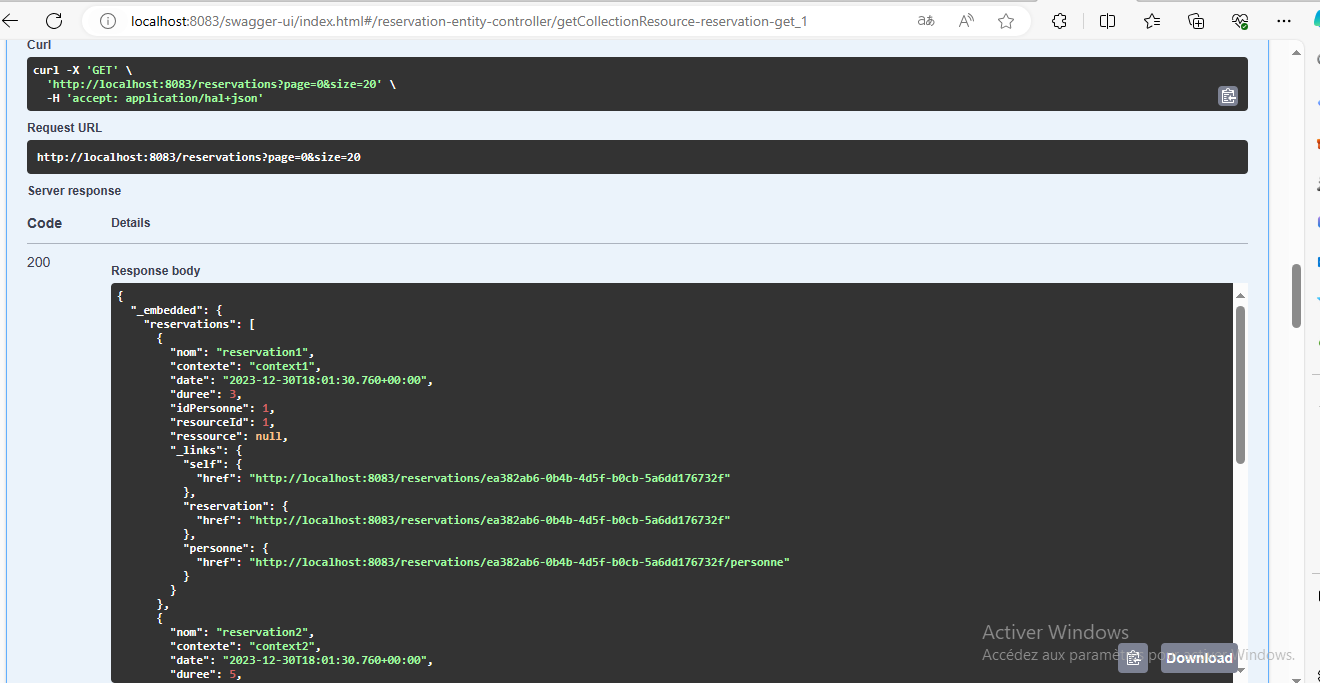 localhost:8083/swagger-ui/index.html#/reservation-entity-controller/getCollectionResource-reservation-get_1
Curl
curl -X 'GET' \
'http://localhost:8083/reservations?page=0&size=20' \
-H 'accept: application/hal+json'
Request URL
http://localhost:8083/reservations?page=0&size=20
Server response
Code Details
200
Response body
{
"_embedded": {
"reservations": [
{
"nom": "reservation1",
"contexte": "context1",
"date": "2023-12-30T18:01:30.760+00:00",
"duree": 3,
"idPersonne": 1,
"resourceId": 1,
"ressource": null,
"_links": {
"self": {
"href": "http://localhost:8083/reservations/ea382ab6-0b4b-4d5f-b0cb-5a6dd176732f"
},
"reservation": {
"href": "http://localhost:8083/reservations/ea382ab6-0b4b-4d5f-b0cb-5a6dd176732f"
},
"personne": {
"href": "http://localhost:8083/reservations/ea382ab6-0b4b-4d5f-b0cb-5a6dd176732f/personne"
}
}
},
{
"nom": "reservation2",
"contexte": "context2",
"date": "2023-12-30T18:01:30.760+00:00",
"duree": 5,
Activer Windows
Accédez aux Windows.
Download